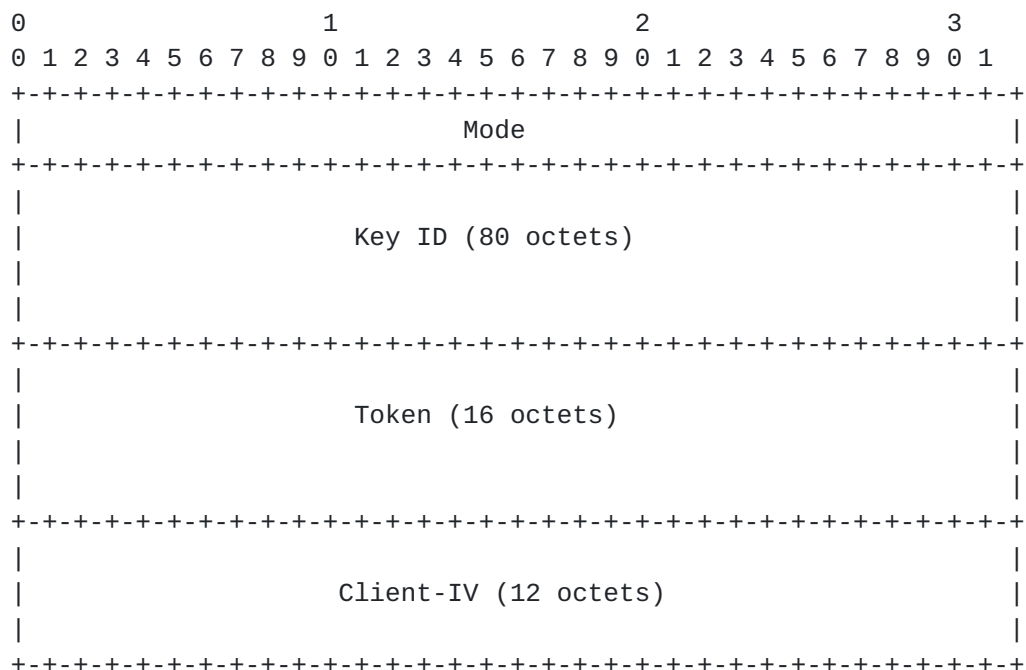 0                   1                   2                   3
0 1 2 3 4 5 6 7 8 9 0 1 2 3 4 5 6 7 8 9 0 1 2 3 4 5 6 7 8 9 0 1
+-+-+-+-+-+-+-+-+-+-+-+-+-+-+-+-+-+-+-+-+-+-+-+-+-+-+-+-+-+-+-+-+
|                            Mode                               |
+-+-+-+-+-+-+-+-+-+-+-+-+-+-+-+-+-+-+-+-+-+-+-+-+-+-+-+-+-+-+-+-+
|                                                               |
|                     Key ID (80 octets)                        |
|                                                               |
|                                                               |
+-+-+-+-+-+-+-+-+-+-+-+-+-+-+-+-+-+-+-+-+-+-+-+-+-+-+-+-+-+-+-+-+
|                                                               |
|                     Token (16 octets)                         |
|                                                               |
|                                                               |
+-+-+-+-+-+-+-+-+-+-+-+-+-+-+-+-+-+-+-+-+-+-+-+-+-+-+-+-+-+-+-+-+
|                                                               |
|                    Client-IV (12 octets)                      |
|                                                               |
+-+-+-+-+-+-+-+-+-+-+-+-+-+-+-+-+-+-+-+-+-+-+-+-+-+-+-+-+-+-+-+-+